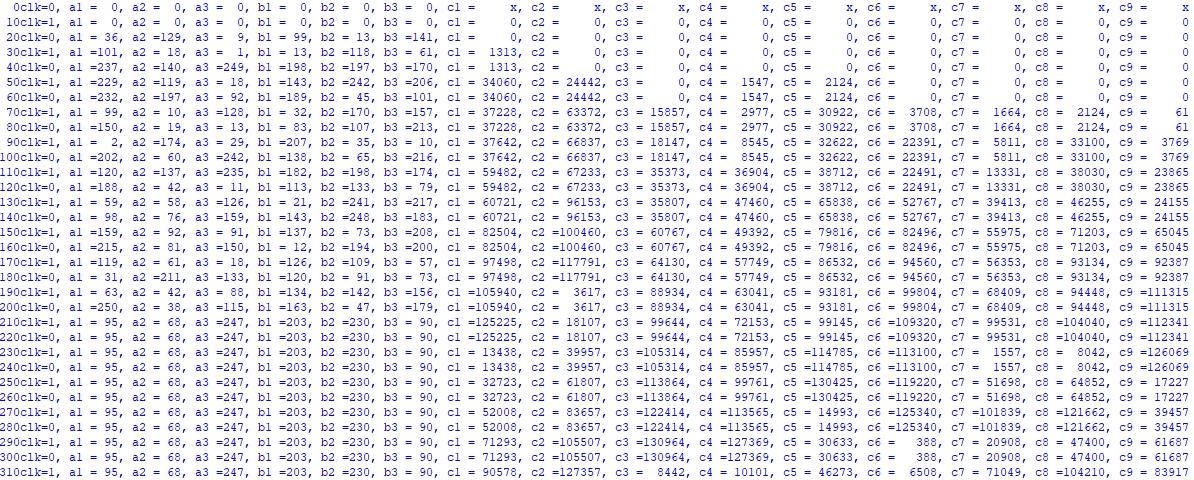 0clk=0, a1 =  0, a2 =  0, a3 =  0, b1 =  0, b2 =  0, b3 =  0, c1 =     x, c2 =     x, c3 =     x, c4 =     x, c5 =     x, c6 =     x, c7 =     x, c8 =     x, c9 =     x
10clk=1, a1 =  0, a2 =  0, a3 =  0, b1 =  0, b2 =  0, b3 =  0, c1 =     0, c2 =     0, c3 =     0, c4 =     0, c5 =     0, c6 =     0, c7 =     0, c8 =     0, c9 =     0
20clk=0, a1 = 36, a2 =129, a3 =  9, b1 = 99, b2 = 13, b3 =141, c1 =     0, c2 =     0, c3 =     0, c4 =     0, c5 =     0, c6 =     0, c7 =     0, c8 =     0, c9 =     0
30clk=1, a1 =101, a2 = 18, a3 =  1, b1 = 13, b2 =118, b3 = 61, c1 =  1313, c2 =     0, c3 =     0, c4 =     0, c5 =     0, c6 =     0, c7 =     0, c8 =     0, c9 =     0
40clk=0, a1 =237, a2 =140, a3 =249, b1 =198, b2 =197, b3 =170, c1 =  1313, c2 =     0, c3 =     0, c4 =     0, c5 =     0, c6 =     0, c7 =     0, c8 =     0, c9 =     0
50clk=1, a1 =229, a2 =119, a3 = 18, b1 =143, b2 =242, b3 =206, c1 = 34060, c2 = 24442, c3 =     0, c4 =  1547, c5 =  2124, c6 =     0, c7 =     0, c8 =     0, c9 =     0
60clk=0, a1 =232, a2 =197, a3 = 92, b1 =189, b2 = 45, b3 =101, c1 = 34060, c2 = 24442, c3 =     0, c4 =  1547, c5 =  2124, c6 =     0, c7 =     0, c8 =     0, c9 =     0
70clk=1, a1 = 99, a2 = 10, a3 =128, b1 = 32, b2 =170, b3 =157, c1 = 37228, c2 = 63372, c3 = 15857, c4 =  2977, c5 = 30922, c6 =  3708, c7 =  1664, c8 =  2124, c9 =    61
80clk=0, a1 =150, a2 = 19, a3 = 13, b1 = 83, b2 =107, b3 =213, c1 = 37228, c2 = 63372, c3 = 15857, c4 =  2977, c5 = 30922, c6 =  3708, c7 =  1664, c8 =  2124, c9 =    61
90clk=1, a1 =  2, a2 =174, a3 = 29, b1 =207, b2 = 35, b3 = 10, c1 = 37642, c2 = 66837, c3 = 18147, c4 =  8545, c5 = 32622, c6 = 22391, c7 =  5811, c8 = 33100, c9 =  3769
100clk=0, a1 =202, a2 = 60, a3 =242, b1 =138, b2 = 65, b3 =216, c1 = 37642, c2 = 66837, c3 = 18147, c4 =  8545, c5 = 32622, c6 = 22391, c7 =  5811, c8 = 33100, c9 =  3769
110clk=1, a1 =120, a2 =137, a3 =235, b1 =182, b2 =198, b3 =174, c1 = 59482, c2 = 67233, c3 = 35373, c4 = 36904, c5 = 38712, c6 = 22491, c7 = 13331, c8 = 38030, c9 = 23865
120clk=0, a1 =188, a2 = 42, a3 = 11, b1 =113, b2 =133, b3 = 79, c1 = 59482, c2 = 67233, c3 = 35373, c4 = 36904, c5 = 38712, c6 = 22491, c7 = 13331, c8 = 38030, c9 = 23865
130clk=1, a1 = 59, a2 = 58, a3 =126, b1 = 21, b2 =241, b3 =217, c1 = 60721, c2 = 96153, c3 = 35807, c4 = 47460, c5 = 65838, c6 = 52767, c7 = 39413, c8 = 46255, c9 = 24155
140clk=0, a1 = 98, a2 = 76, a3 =159, b1 =143, b2 =248, b3 =183, c1 = 60721, c2 = 96153, c3 = 35807, c4 = 47460, c5 = 65838, c6 = 52767, c7 = 39413, c8 = 46255, c9 = 24155
150clk=1, a1 =159, a2 = 92, a3 = 91, b1 =137, b2 = 73, b3 =208, c1 = 82504, c2 =100460, c3 = 60767, c4 = 49392, c5 = 79816, c6 = 82496, c7 = 55975, c8 = 71203, c9 = 65045
160clk=0, a1 =215, a2 = 81, a3 =150, b1 = 12, b2 =194, b3 =200, c1 = 82504, c2 =100460, c3 = 60767, c4 = 49392, c5 = 79816, c6 = 82496, c7 = 55975, c8 = 71203, c9 = 65045
170clk=1, a1 =119, a2 = 61, a3 = 18, b1 =126, b2 =109, b3 = 57, c1 = 97498, c2 =117791, c3 = 64130, c4 = 57749, c5 = 86532, c6 = 94560, c7 = 56353, c8 = 93134, c9 = 92387
180clk=0, a1 = 31, a2 =211, a3 =133, b1 =120, b2 = 91, b3 = 73, c1 = 97498, c2 =117791, c3 = 64130, c4 = 57749, c5 = 86532, c6 = 94560, c7 = 56353, c8 = 93134, c9 = 92387
190clk=1, a1 = 63, a2 = 42, a3 = 88, b1 =134, b2 =142, b3 =156, c1 =105940, c2 =  3617, c3 = 88934, c4 = 63041, c5 = 93181, c6 = 99804, c7 = 68409, c8 = 94448, c9 =111315
200clk=0, a1 =250, a2 = 38, a3 =115, b1 =163, b2 = 47, b3 =179, c1 =105940, c2 =  3617, c3 = 88934, c4 = 63041, c5 = 93181, c6 = 99804, c7 = 68409, c8 = 94448, c9 =111315
210clk=1, a1 = 95, a2 = 68, a3 =247, b1 =203, b2 =230, b3 = 90, c1 =125225, c2 = 18107, c3 = 99644, c4 = 72153, c5 = 99145, c6 =109320, c7 = 99531, c8 =104040, c9 =112341
220clk=0, a1 = 95, a2 = 68, a3 =247, b1 =203, b2 =230, b3 = 90, c1 =125225, c2 = 18107, c3 = 99644, c4 = 72153, c5 = 99145, c6 =109320, c7 = 99531, c8 =104040, c9 =112341
230clk=1, a1 = 95, a2 = 68, a3 =247, b1 =203, b2 =230, b3 = 90, c1 = 13438, c2 = 39957, c3 =105314, c4 = 85957, c5 =114785, c6 =113100, c7 =  1557, c8 =  8042, c9 =126069
240clk=0, a1 = 95, a2 = 68, a3 =247, b1 =203, b2 =230, b3 = 90, c1 = 13438, c2 = 39957, c3 =105314, c4 = 85957, c5 =114785, c6 =113100, c7 =  1557, c8 =  8042, c9 =126069
250clk=1, a1 = 95, a2 = 68, a3 =247, b1 =203, b2 =230, b3 = 90, c1 = 32723, c2 = 61807, c3 =113864, c4 = 99761, c5 =130425, c6 =119220, c7 = 51698, c8 = 64852, c9 = 17227
260clk=0, a1 = 95, a2 = 68, a3 =247, b1 =203, b2 =230, b3 = 90, c1 = 32723, c2 = 61807, c3 =113864, c4 = 99761, c5 =130425, c6 =119220, c7 = 51698, c8 = 64852, c9 = 17227
270clk=1, a1 = 95, a2 = 68, a3 =247, b1 =203, b2 =230, b3 = 90, c1 = 52008, c2 = 83657, c3 =122414, c4 =113565, c5 = 14993, c6 =125340, c7 =101839, c8 =121662, c9 = 39457
280clk=0, a1 = 95, a2 = 68, a3 =247, b1 =203, b2 =230, b3 = 90, c1 = 52008, c2 = 83657, c3 =122414, c4 =113565, c5 = 14993, c6 =125340, c7 =101839, c8 =121662, c9 = 39457
290clk=1, a1 = 95, a2 = 68, a3 =247, b1 =203, b2 =230, b3 = 90, c1 = 71293, c2 =105507, c3 =130964, c4 =127369, c5 = 30633, c6 =   388, c7 = 20908, c8 = 47400, c9 = 61687
300clk=0, a1 = 95, a2 = 68, a3 =247, b1 =203, b2 =230, b3 = 90, c1 = 71293, c2 =105507, c3 =130964, c4 =127369, c5 = 30633, c6 =   388, c7 = 20908, c8 = 47400, c9 = 61687
310clk=1, a1 = 95, a2 = 68, a3 =247, b1 =203, b2 =230, b3 = 90, c1 = 90578, c2 =127357, c3 =  8442, c4 = 10101, c5 = 46273, c6 =  6508, c7 = 71049, c8 =104210, c9 = 83917